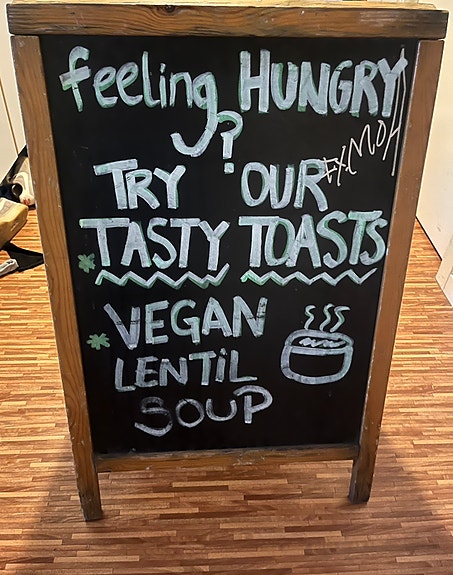 feeling HUNGRY
?
TRY OUR
* TASTY TOASTS
* VEGAN
LENTiL
SOUP